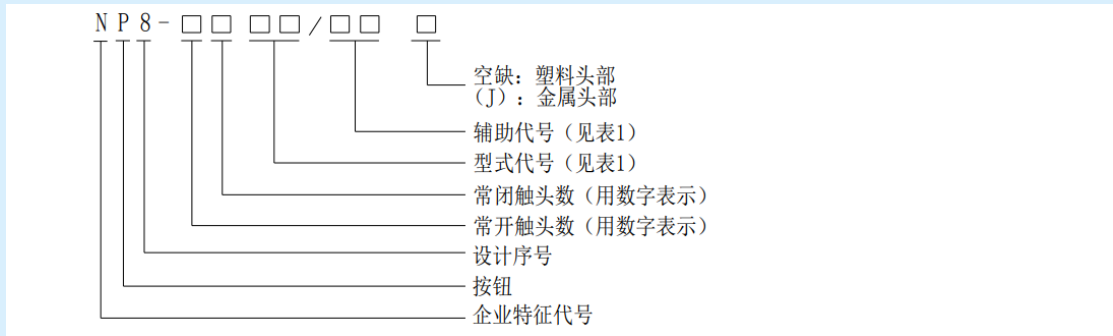 NP8-□□ □□/□□ □
空缺：塑料头部
（J）：金属头部
辅助代号（见表1）
型式代号（见表1）
常闭触头数（用数字表示）
常开触头数（用数字表示）
设计序号
按钮
企业特征代号